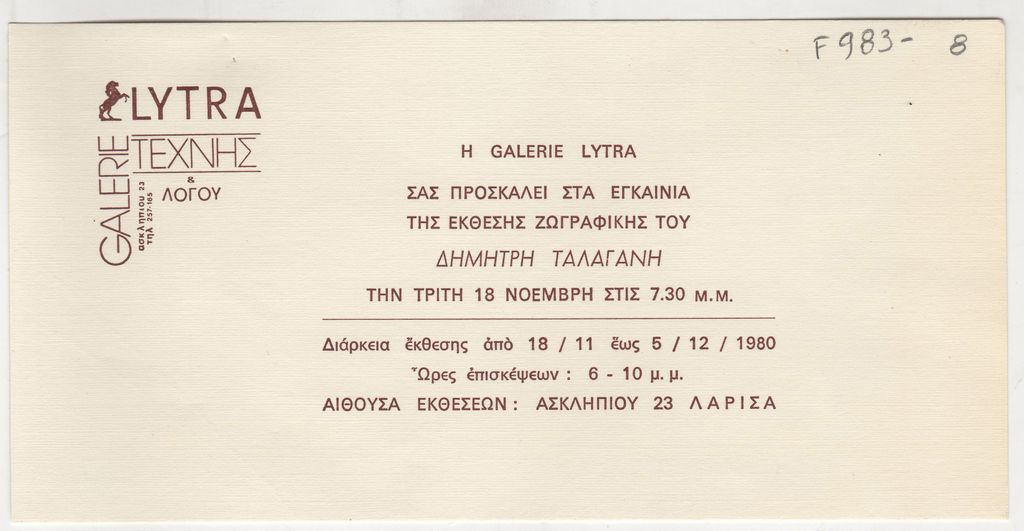 F983- 8
LYTRA
GALERIE
ΤΕΧΝΗΣ
&
ΛΟΓΟΥ
ασκληπιου 23
τηλ 257-165
Η GALERIE LYTRA
ΣΑΣ ΠΡΟΣΚΑΛΕΙ ΣΤΑ ΕΓΚΑΙΝΙΑ
ΤΗΣ ΕΚΘΕΣΗΣ ΖΩΓΡΑΦΙΚΗΣ ΤΟΥ
ΔΗΜΗΤΡΗ ΤΑΛΑΓΑΝΗ
ΤΗΝ ΤΡΙΤΗ 18 ΝΟΕΜΒΡΗ ΣΤΙΣ 7.30 Μ.Μ.
Διάρκεια ἔκθεσης ἀπὸ 18 / 11 ἕως 5 / 12 / 1980
Ὧρες ἐπισκέψεων : 6 - 10 μ. μ.
ΑΙΘΟΥΣΑ ΕΚΘΕΣΕΩΝ : ΑΣΚΛΗΠΙΟΥ 23 ΛΑΡΙΣΑ